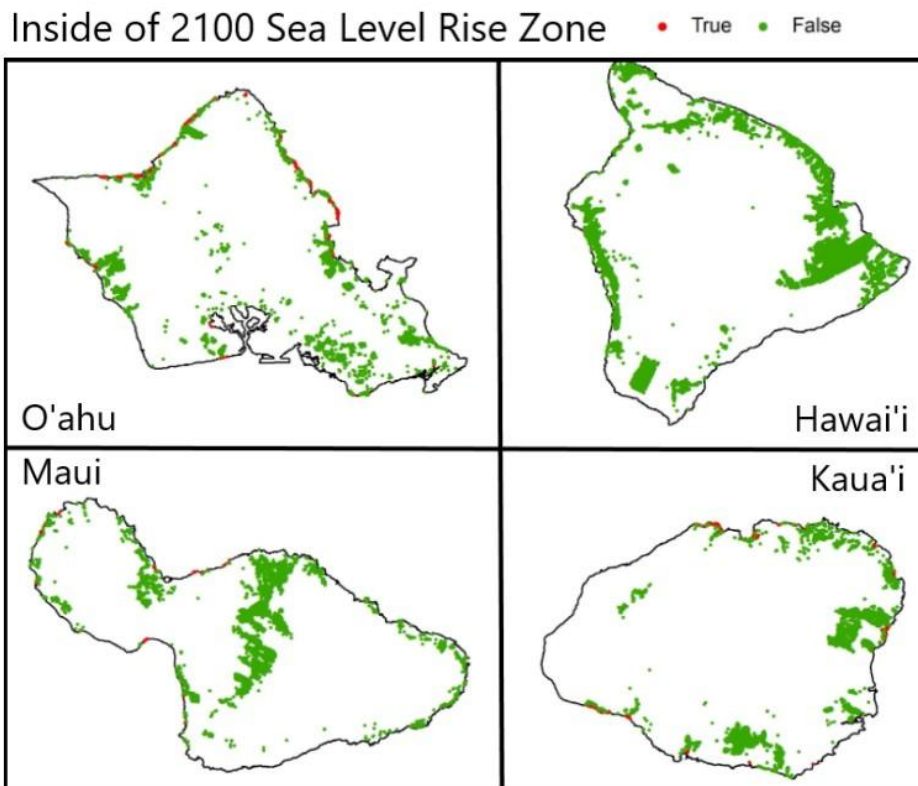 Inside of 2100 Sea Level Rise Zone True False
O'ahu
Hawai'i
Maui
Kaua'i